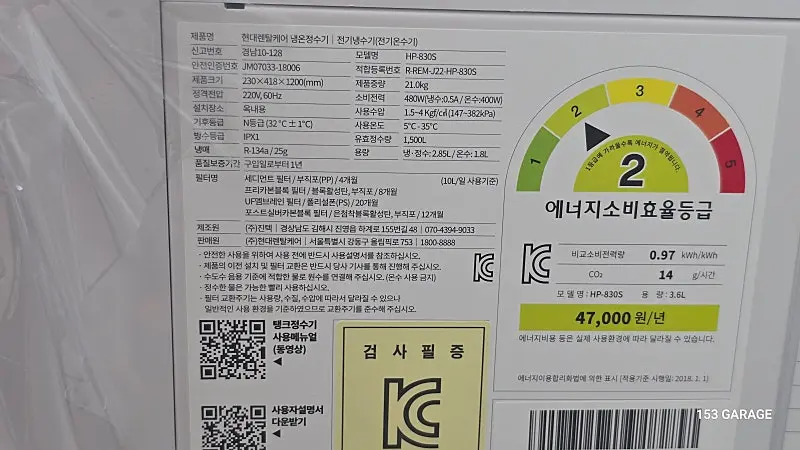 제품명 현대렌탈케어 냉온정수기 | 전기냉수기(전기온수기)
신고번호 경남10-128 모델명 HP-830S
안전인증번호 JM07033-18006 적합등록번호 R-REM-J22-HP-830S
제품크기 230×418×1200(mm) 제품중량 21.0kg
정격전압 220V, 60Hz 소비전력 480W(냉수:0.5A / 온수:400W)
설치장소 옥내용 사용수압 1.5~4 Kgf/㎠(147~382kPa)
기후등급 N등급 (32 °C ± 1°C) 사용온도 5°C -35°C
방수등급 IPX1 유효정수량 1,500L
냉매 R-134a / 25g 용량 냉·정수: 2.85L / 온수: 1.8L
품질보증기간 구입일로부터 1년
필터명 세디먼트 필터 / 부직포(PP) / 4개월 (10L/일 사용기준)
프리카본블록 필터 / 블록활성탄, 부직포 / 8개월
UF멤브레인 필터 / 폴리설폰(PS) / 20개월
포스트실버카본블록 필터 / 은첨착블록활성탄, 부직포 / 12개월
제조원 (주)진텍 | 경상남도 김해시 진영읍 하계로 155번길 48 | 070-4394-9033
판매원 (주)현대렌탈케어 | 서울특별시 강동구 올림픽로 753 | 1800-8888
· 안전한 사용을 위하여 사용 전에 반드시 사용설명서를 참조하십시오.
· 제품의 이전 설치 및 필터 교환은 반드시 당사 기사를 통해 진행해 주십시오.
· 수도수 음용 기준에 적합한 물로 원수를 연결해 주십시오. (온수 사용 금지)
· 정수한 물은 가능한 빨리 사용하십시오.
· 필터 교환주기는 사용량, 수질, 수압에 따라서 달라질 수 있으나
일반적인 사용 환경을 기준하였으므로 교환주기를 준수해 주십시오.
탱크정수기
사용메뉴얼
(동영상)
◀
사용자설명서
다운받기
◀
검사필증
1 2 3 4 5
1등급에 가까울수록 에너지가 절약됩니다.
2
에너지소비효율등급
비교소비전력량 0.97 kWh/kWh
CO₂ 14 g/시간
모 델 명 : HP-830S 용 량 : 3.6L
47,000 원/년
에너지비용 등은 실제 사용환경에 따라 달라질 수 있습니다.
에너지이용합리화법에 의한 표시 (적용기준 시행일: 2018. 1. 1)
153 GARAGE